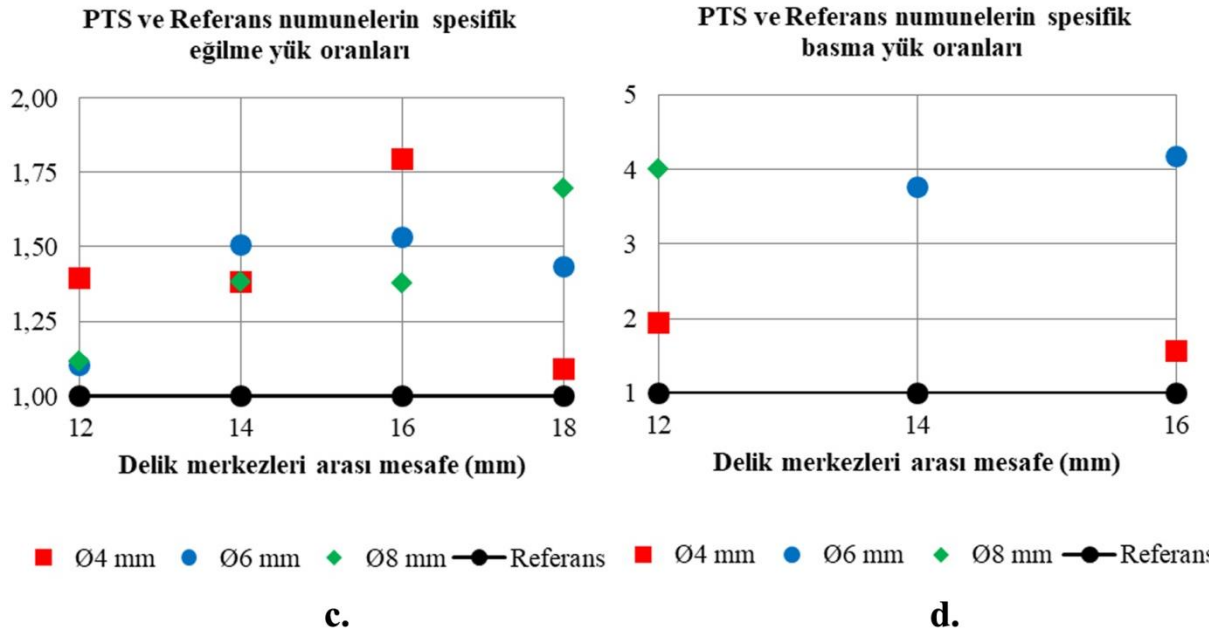 PTS ve Referans numunelerin spesifik
eğilme yük oranları
2,00
1,75
1,50
1,25
1,00
12 14 16 18
Delik merkezleri arası mesafe (mm)
Ø4 mm Ø6 mm Ø8 mm Referans
c.
PTS ve Referans numunelerin spesifik
basma yük oranları
5
4
3
2
1
12 14 16
Delik merkezleri arası mesafe (mm)
Ø4 mm Ø6 mm Ø8 mm Referans
d.